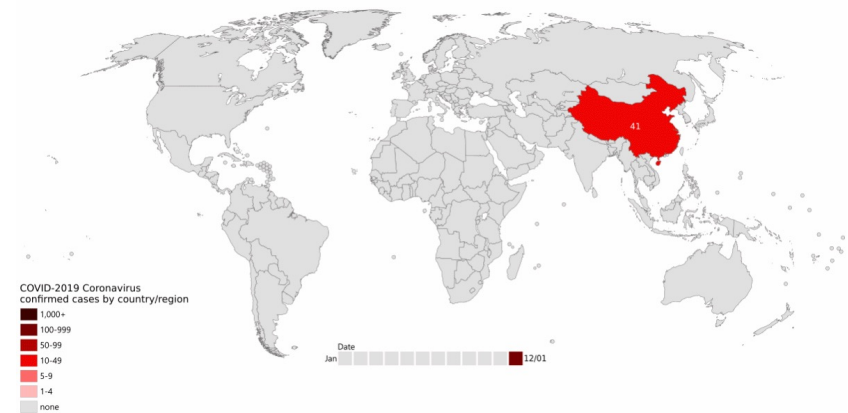 41
COVID-2019 Coronavirus
confirmed cases by country/region
1,000+
100-999
50-99
10-49
5-9
1-4
none
Date
Jan 12/01